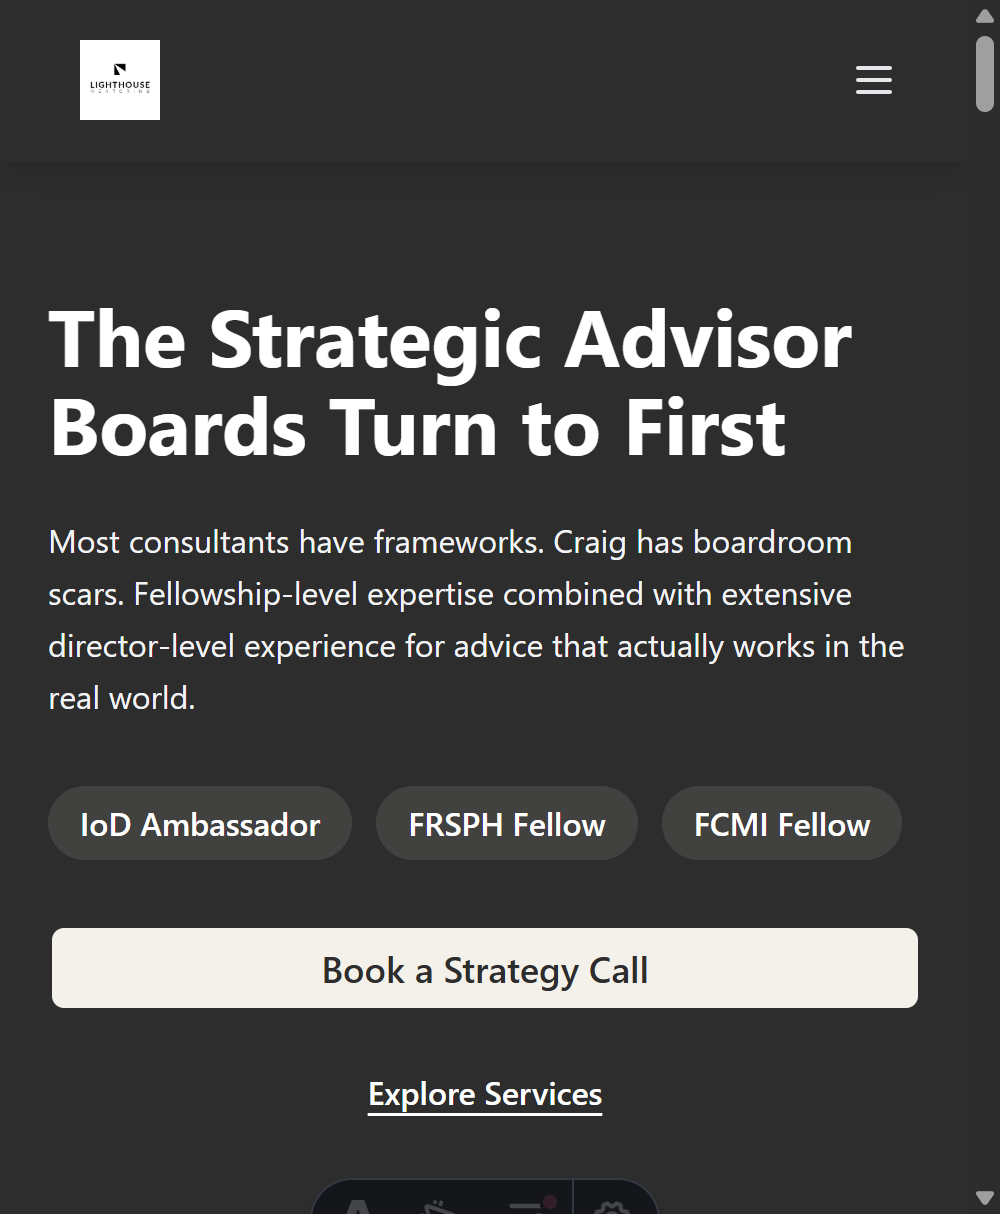 LIGHTHOUSE
MENTORING
The Strategic Advisor
Boards Turn to First
Most consultants have frameworks. Craig has boardroom
scars. Fellowship-level expertise combined with extensive
director-level experience for advice that actually works in the
real world.
IoD Ambassador
FRSPH Fellow
FCMI Fellow
Book a Strategy Call
Explore Services